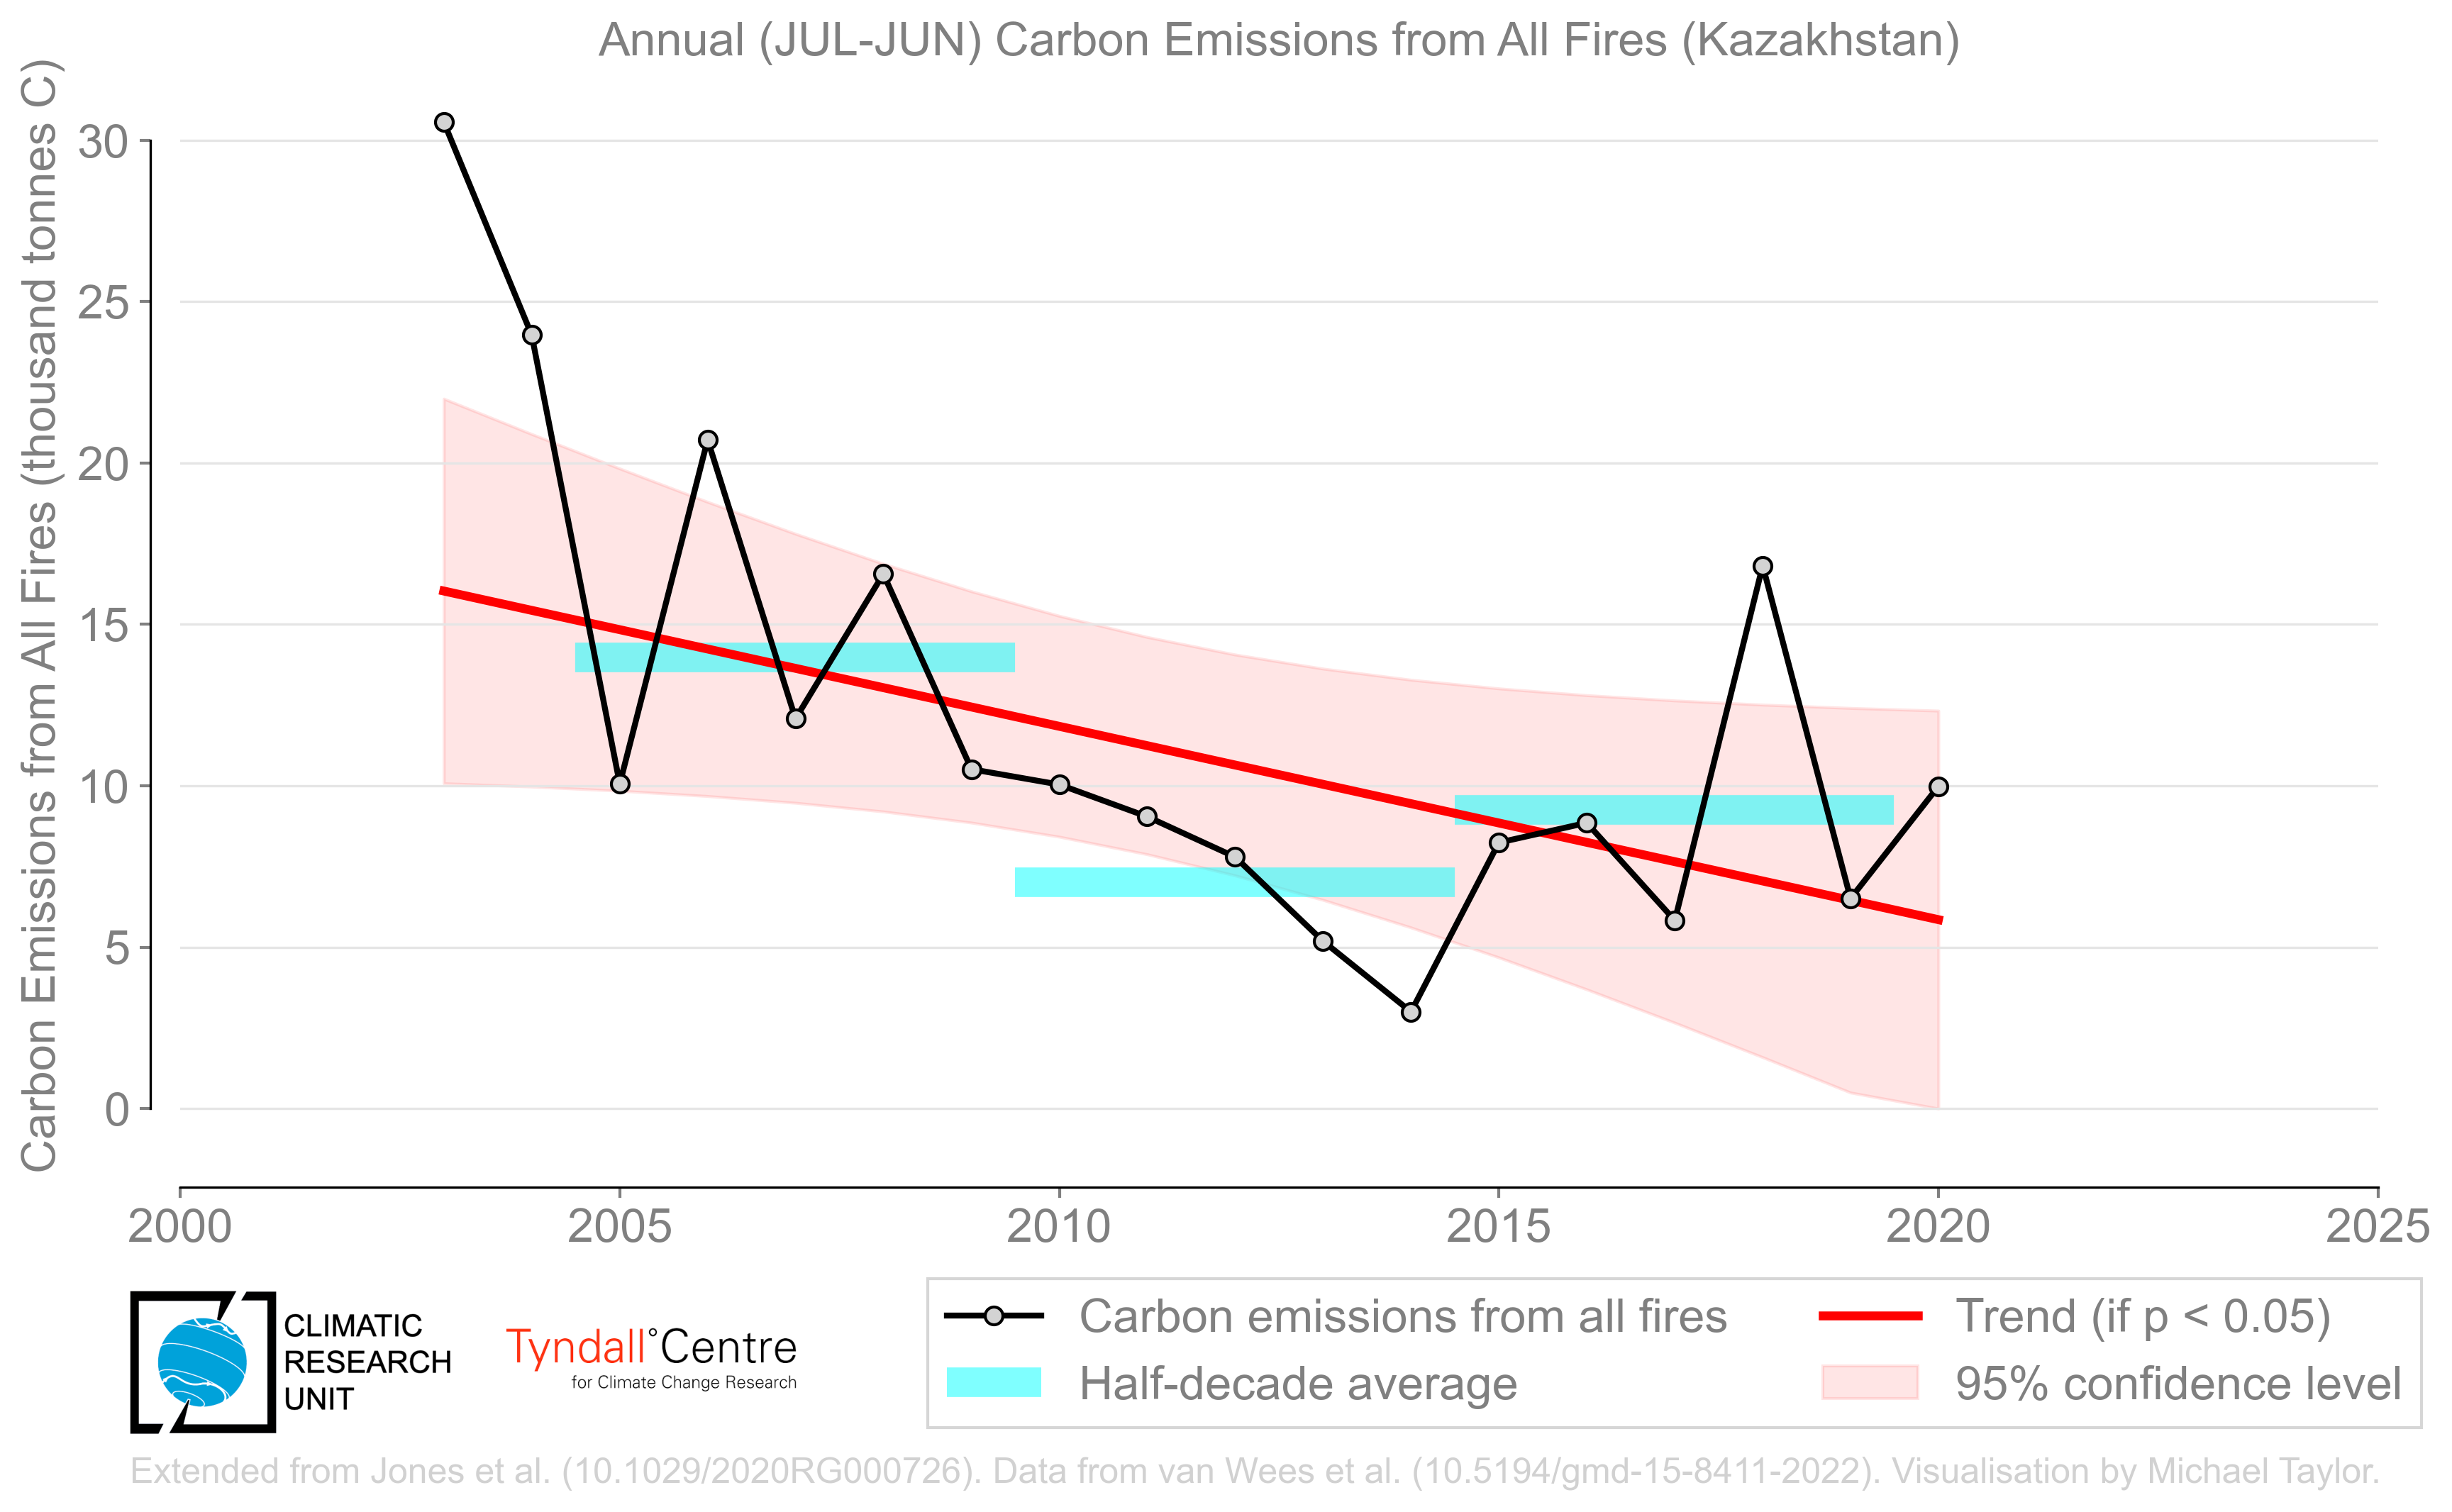 Annual (JUL-JUN) Carbon Emissions from All Fires (Kazakhstan)
Carbon Emissions from All Fires (thousand tonnes C)
30
25
20
15
10
5
0
2000
2005
2010
2015
2020
2025
CLIMATIC
RESEARCH
UNIT
Tyndall°Centre
for Climate Change Research
Carbon emissions from all fires
Trend (if p < 0.05)
Half-decade average
95% confidence level
Extended from Jones et al. (10.1029/2020RG000726). Data from van Wees et al. (10.5194/gmd-15-8411-2022). Visualisation by Michael Taylor.